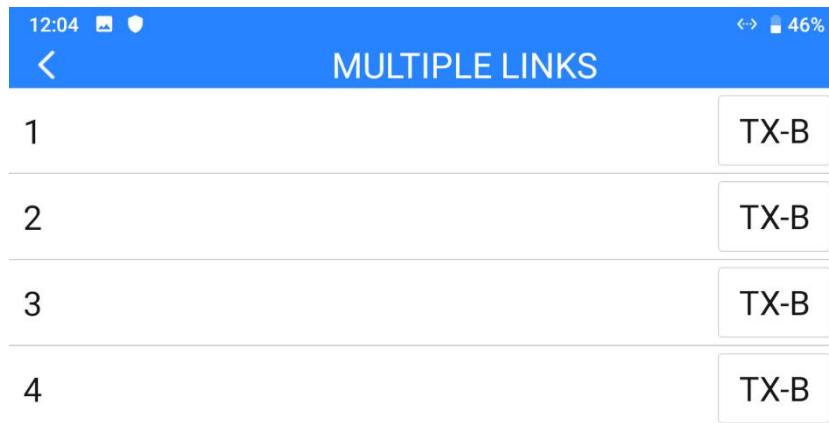 12:04 46%
MULTIPLE LINKS
1 TX-B
2 TX-B
3 TX-B
4 TX-B